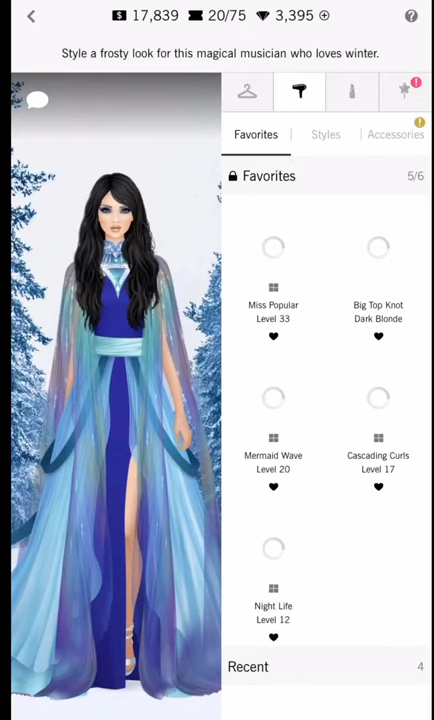 17,839 20/75 3,395
Style a frosty look for this magical musician who loves winter.
Favorites Styles Accessories
Favorites 5/6
Miss Popular
Level 33
Big Top Knot
Dark Blonde
Mermaid Wave
Level 20
Cascading Curls
Level 17
Night Life
Level 12
Recent 4